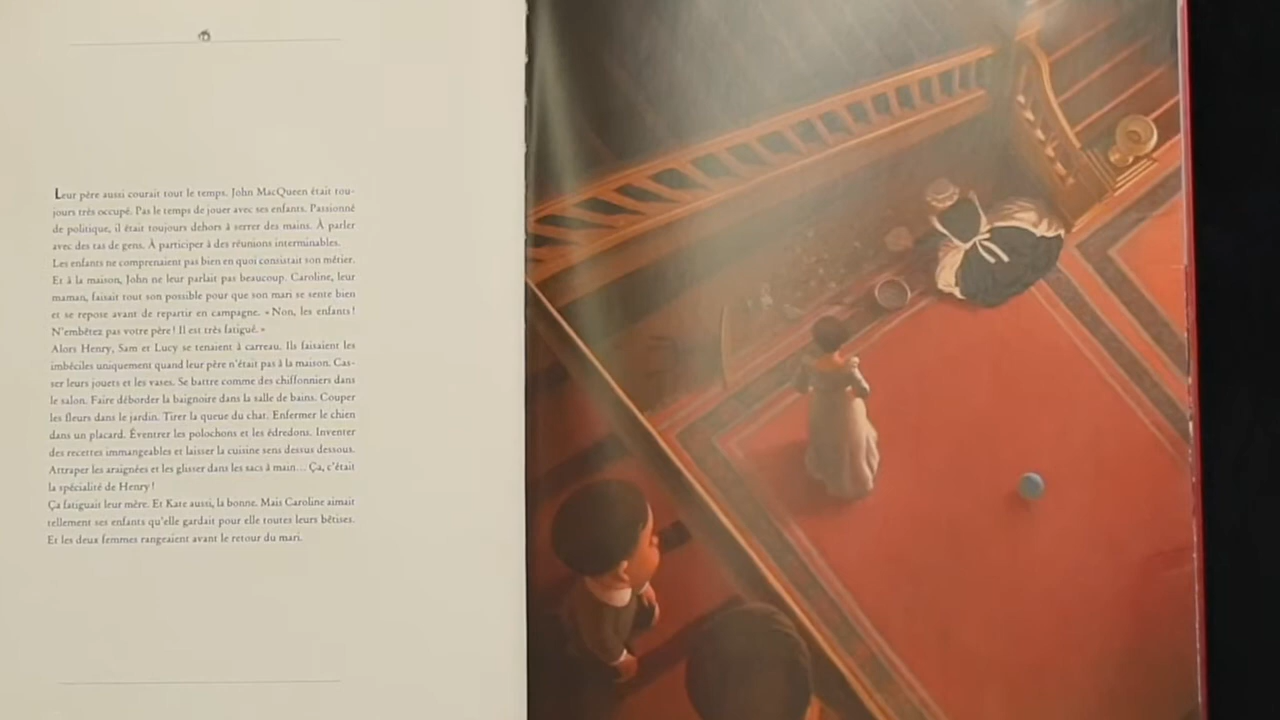 Leur père aussi courait tout le temps. John MacQueen était tou-
jours très occupé. Pas le temps de jouer avec ses enfants. Passionné
de politique, il était toujours dehors à serrer des mains. À parler
avec des tas de gens. À participer à des réunions interminables.
Les enfants ne comprenaient pas bien en quoi consistait son métier.
Et à la maison, John ne leur parlait pas beaucoup. Caroline, leur
maman, faisait tout son possible pour que son mari se sente bien
et se repose avant de repartir en campagne. « Non, les enfants !
N'embêtez pas votre père ! Il est très fatigué. »
Alors Henry, Sam et Lucy se tenaient à carreau. Ils faisaient les
imbéciles uniquement quand leur père n'était pas à la maison. Cas-
ser leurs jouets et les vases. Se battre comme des chiffonniers dans
le salon. Faire déborder la baignoire dans la salle de bains. Couper
les fleurs dans le jardin. Tirer la queue du chat. Enfermer le chien
dans un placard. Éventrer les polochons et les édredons. Inventer
des recettes immangeables et laisser la cuisine sens dessus dessous.
Attraper les araignées et les glisser dans les sacs à main... Ça, c'était
la spécialité de Henry !
Ça fatiguait leur mère. Et Kate aussi, la bonne. Mais Caroline aimait
tellement ses enfants qu'elle gardait pour elle toutes leurs bêtises.
Et les deux femmes rangeaient avant le retour du mari.